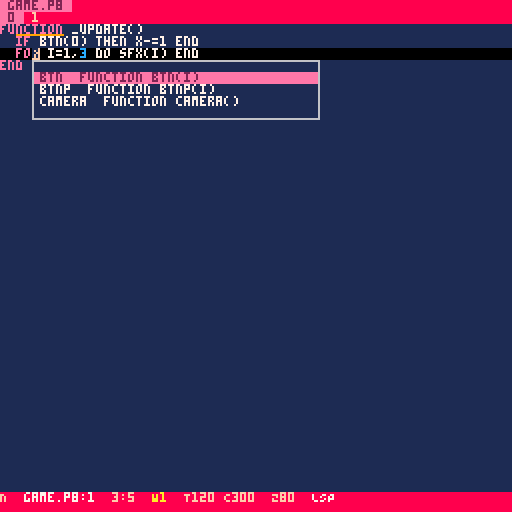 GAME.P8
0 1
FUNCTION _UPDATE()
IF BTN(0) THEN X-=1 END
FOR I=1,3 DO SFX(I) END
END
BTN FUNCTION BTN(I)
BTNP FUNCTION BTNP(I)
CAMERA FUNCTION CAMERA()
N GAME.P8:1 3:5 W1 T120 C300 Z80 LSP